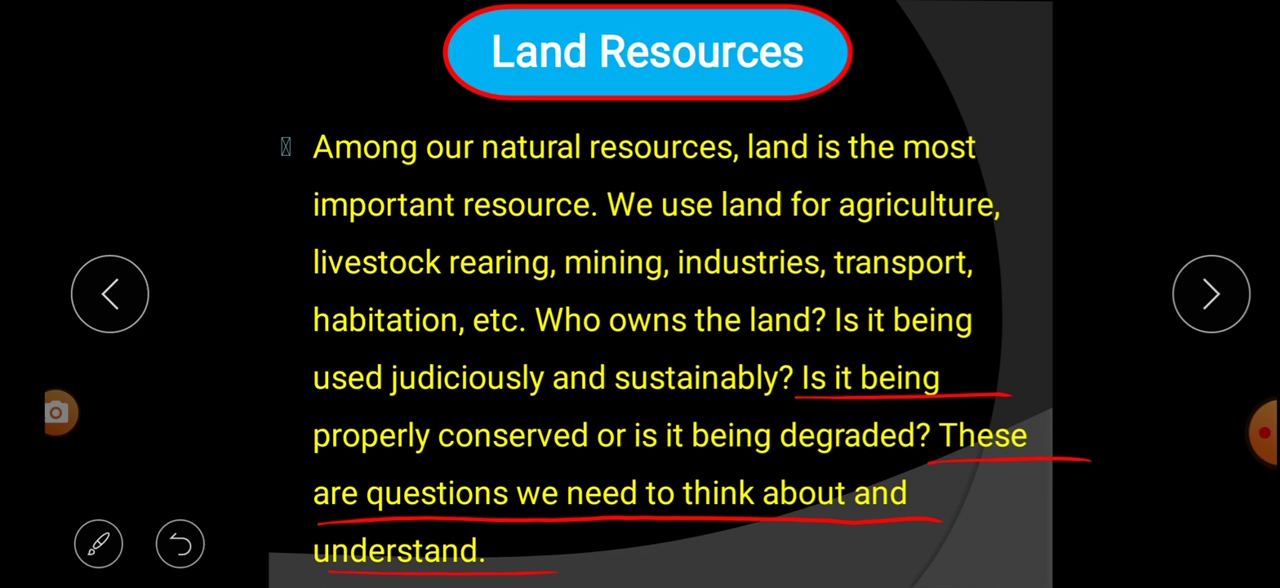 Land Resources
Among our natural resources, land is the most
important resource. We use land for agriculture,
livestock rearing, mining, industries, transport,
habitation, etc. Who owns the land? Is it being
used judiciously and sustainably? Is it being
properly conserved or is it being degraded? These
are questions we need to think about and
understand.